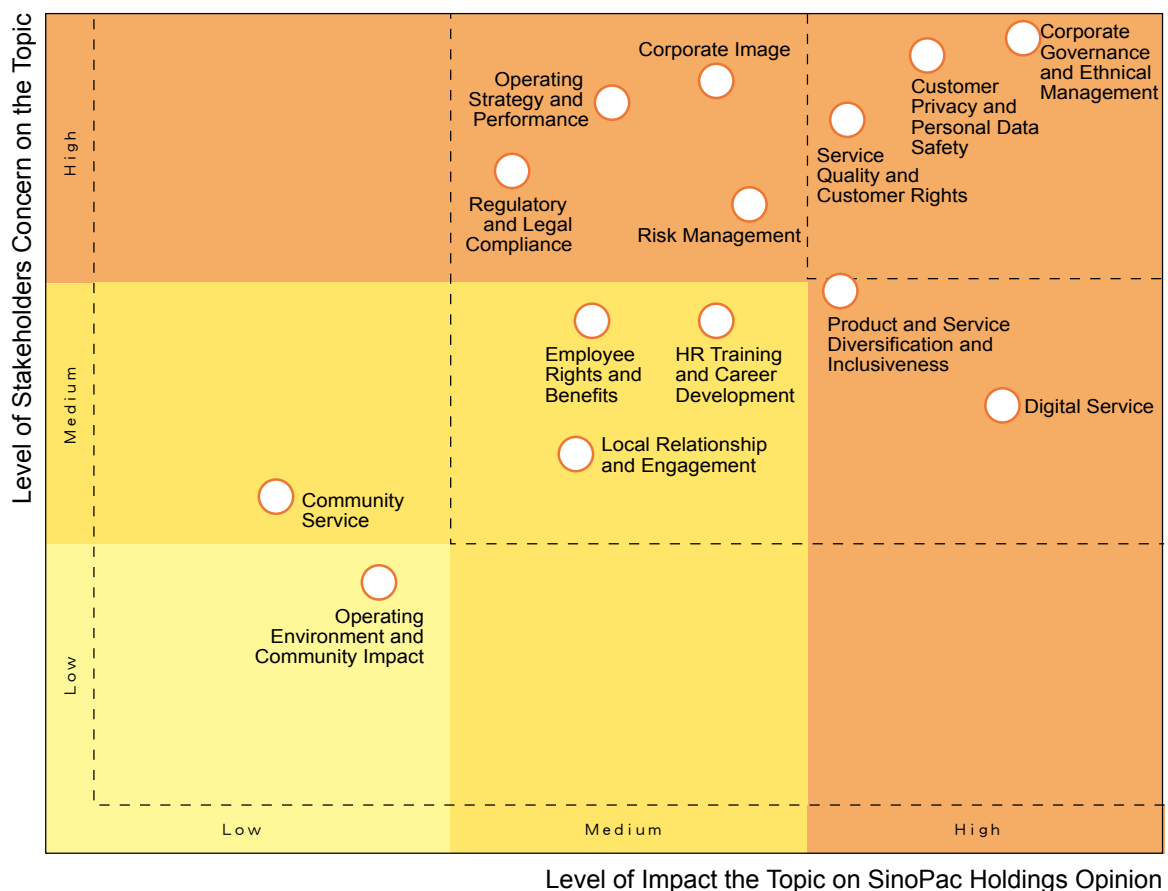 Level of Stakeholders Concern on the Topic
High
Medium
Low
Corporate Image
Operating
Strategy and
Performance
Regulatory
and Legal
Compliance
Risk Management
Corporate
Governance
and Ethnical
Management
Customer
Privacy and
Personal Data
Safety
Service
Quality and
Customer Rights
Employee
Rights and
Benefits
HR Training
and Career
Development
Product and Service
Diversification and
Inclusiveness
Digital Service
Local Relationship
and Engagement
Community
Service
Operating
Environment and
Community Impact
Low
Medium
High
Level of Impact the Topic on SinoPac Holdings Opinion